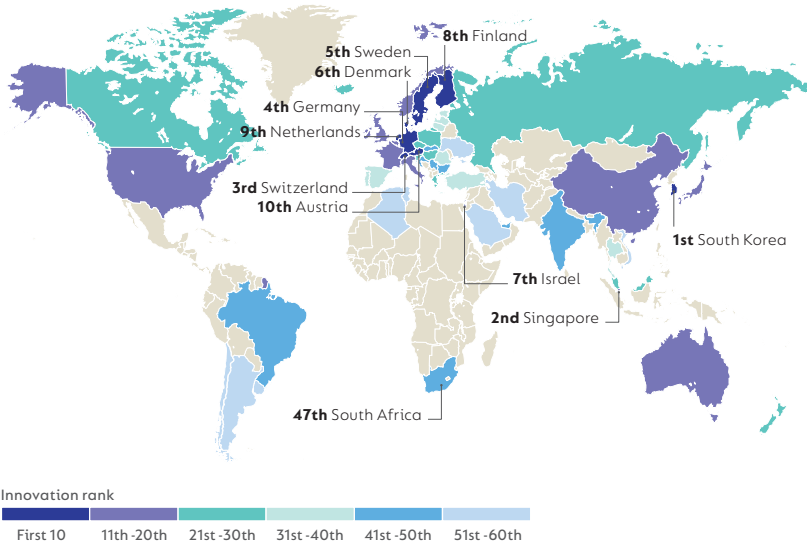 8th Finland
5th Sweden
6th Denmark
4th Germany
9th Netherlands
3rd Switzerland
10th Austria
1st South Korea
7th Israel
2nd Singapore
47th South Africa
Innovation rank
First 10
11th -20th
21st -30th
31st -40th
41st -50th
51st -60th